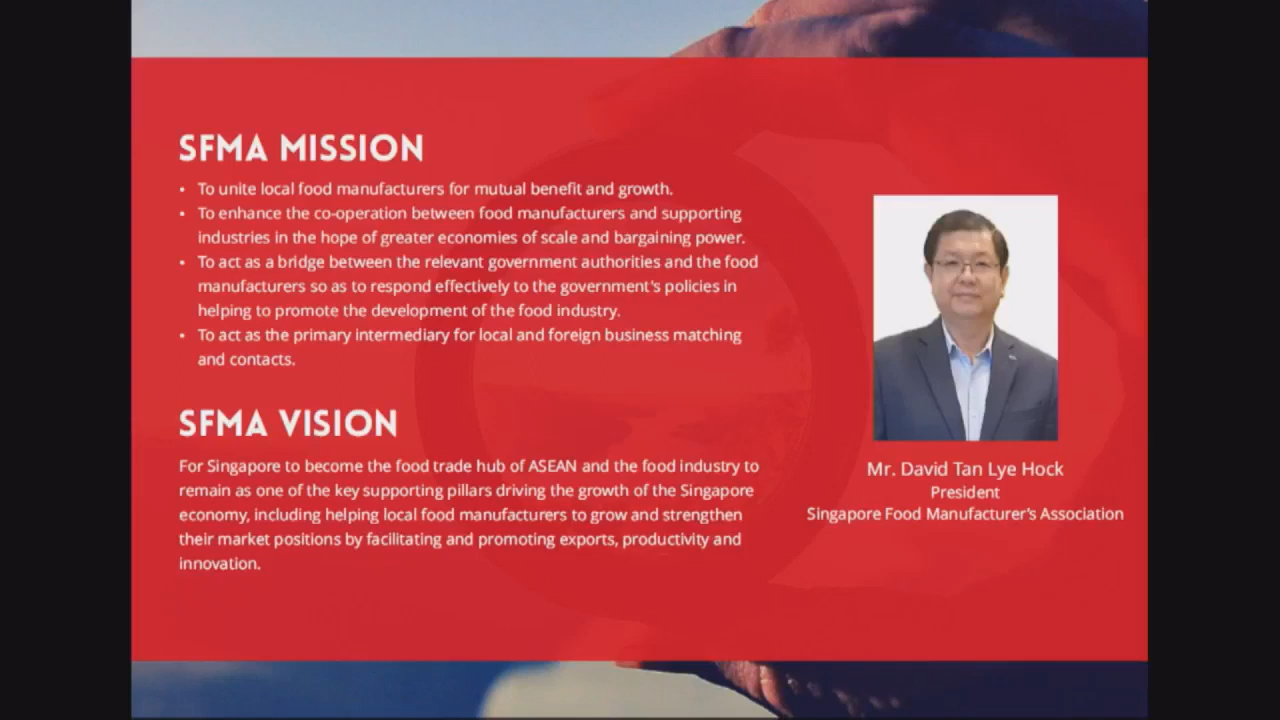 SFMA MISSION
• To unite local food manufacturers for mutual benefit and growth.
• To enhance the co-operation between food manufacturers and supporting
industries in the hope of greater economies of scale and bargaining power.
• To act as a bridge between the relevant government authorities and the food
manufacturers so as to respond effectively to the government's policies in
helping to promote the development of the food industry.
• To act as the primary intermediary for local and foreign business matching
and contacts.
SFMA VISION
For Singapore to become the food trade hub of ASEAN and the food industry to
remain as one of the key supporting pillars driving the growth of the Singapore
economy, including helping local food manufacturers to grow and strengthen
their market positions by facilitating and promoting exports, productivity and
innovation.
Mr. David Tan Lye Hock
President
Singapore Food Manufacturer's Association